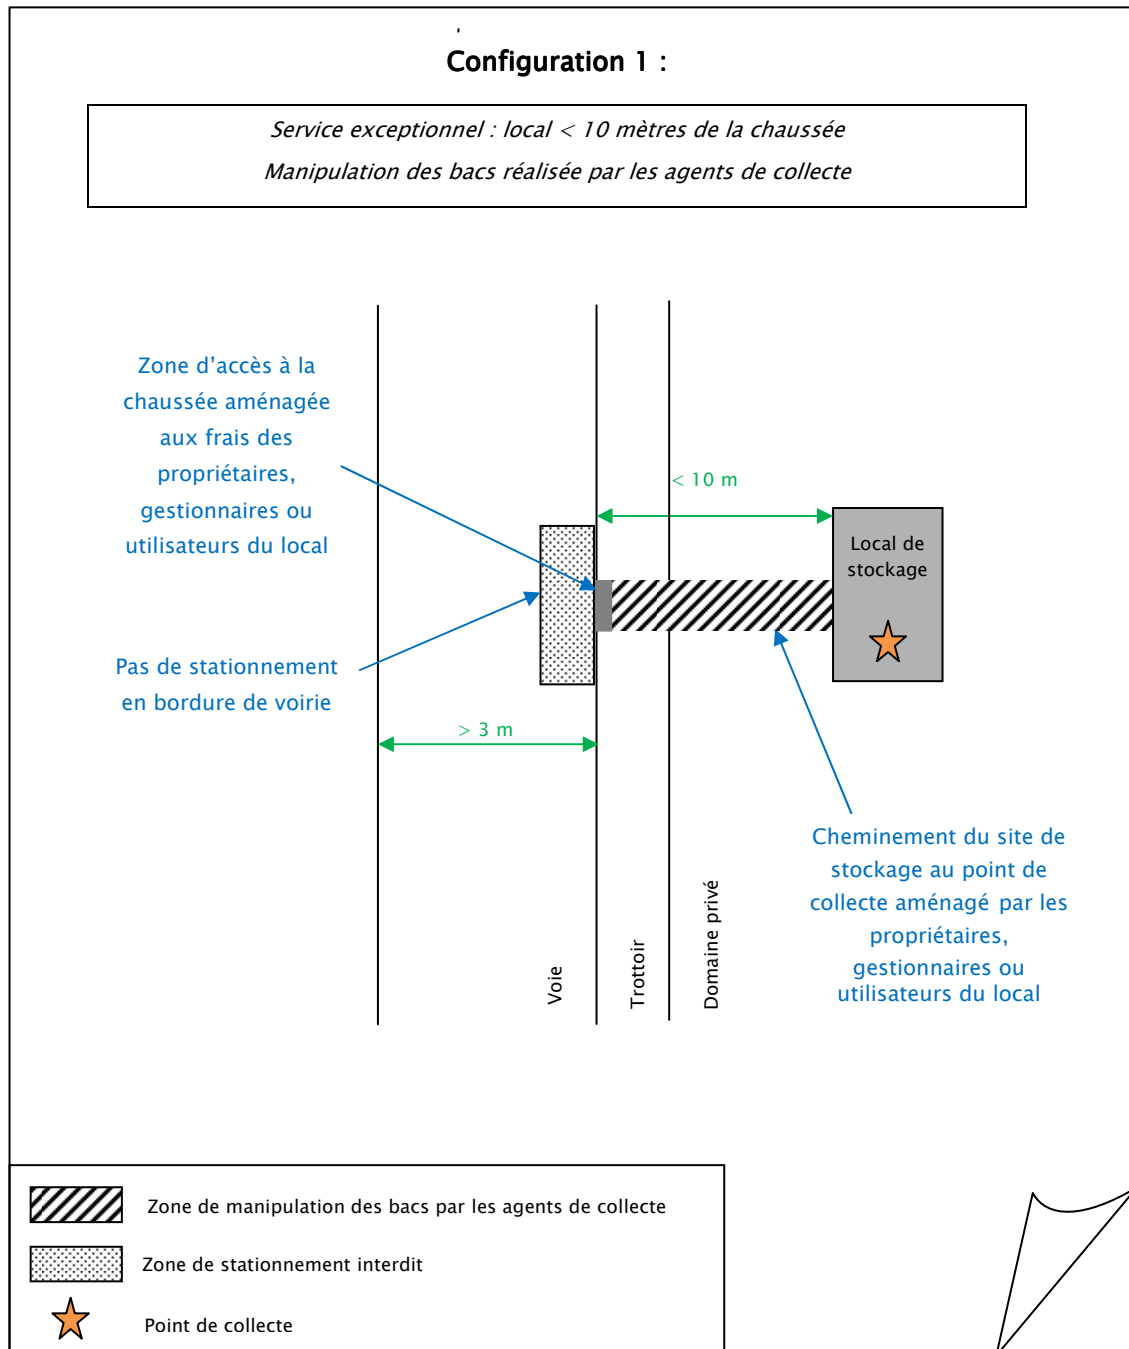 Configuration 1 :
Service exceptionnel : local < 10 mètres de la chaussée
Manipulation des bacs réalisée par les agents de collecte
Zone d’accès à la
chaussée aménagée
aux frais des
propriétaires,
gestionnaires ou
utilisateurs du local
< 10 m
Local de
stockage
Pas de stationnement
en bordure de voirie
> 3 m
Cheminement du site de
stockage au point de
collecte aménagé par les
propriétaires,
gestionnaires ou
utilisateurs du local
Voie
Trottoir
Domaine privé
Zone de manipulation des bacs par les agents de collecte
Zone de stationnement interdit
Point de collecte